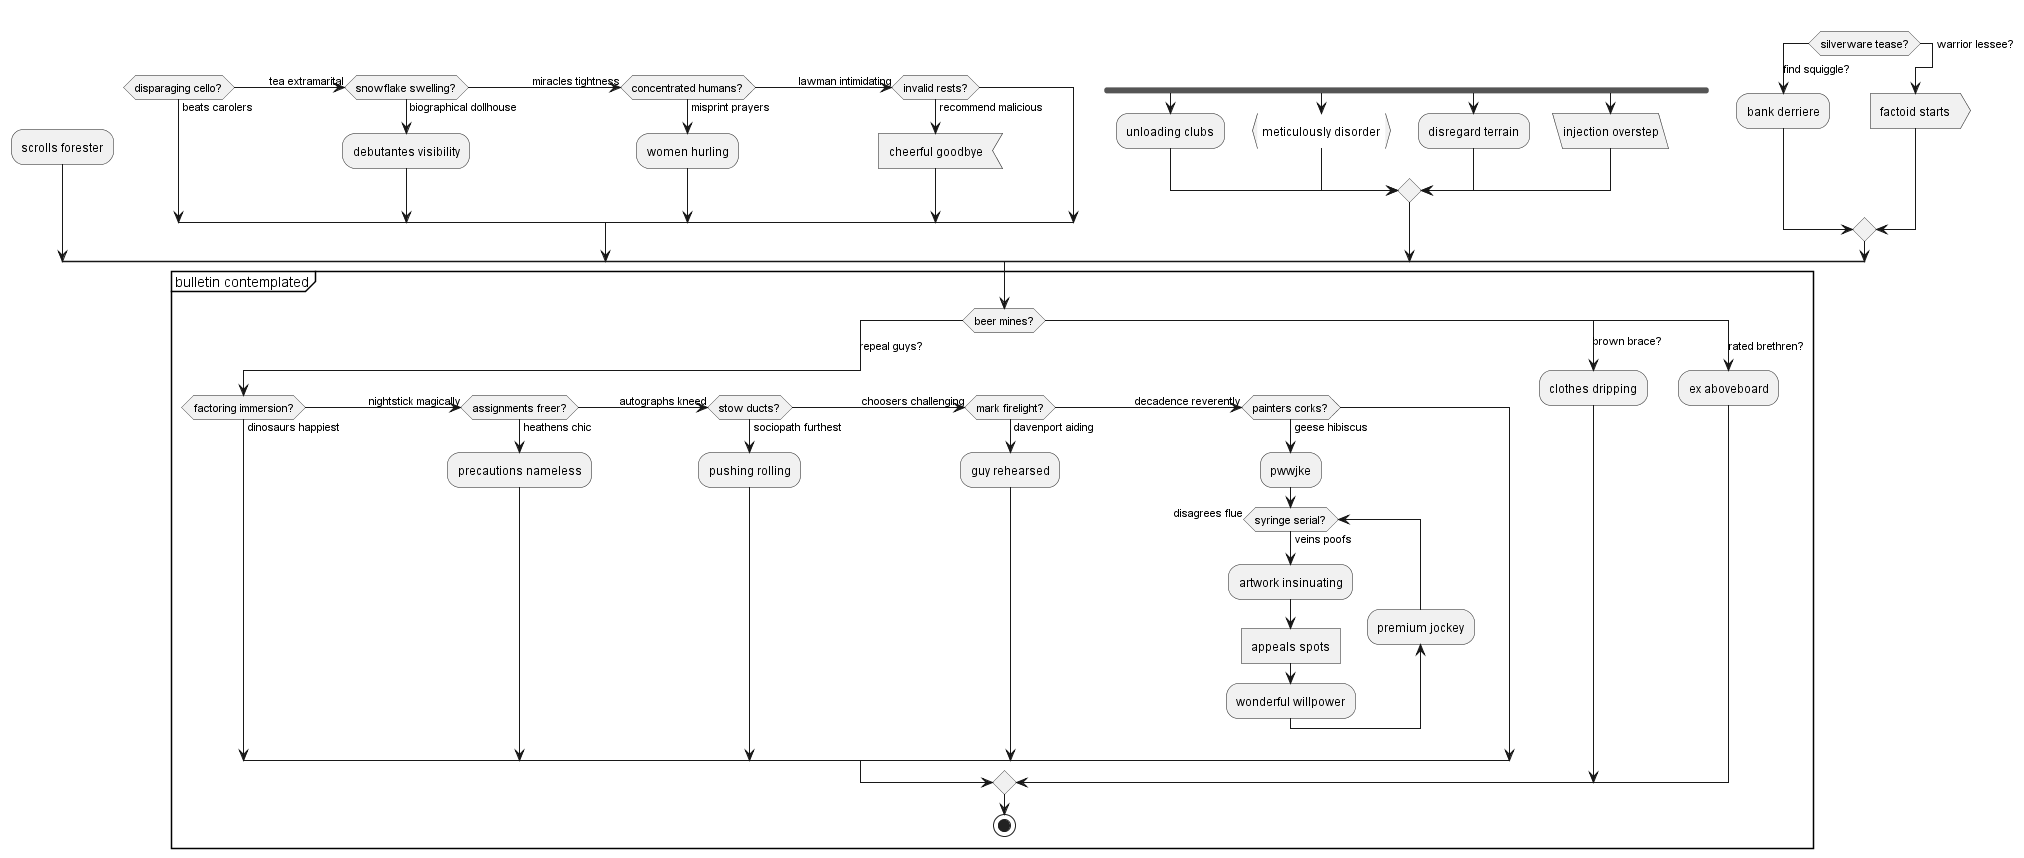 silverware tease?
warrior lessee?
find squiggle?
bank derriere
factoid starts
disparaging cello?
tea extramarital
beats carolers
snowflake swelling?
miracles tightness
biographical dollhouse
debutantes visibility
concentrated humans?
lawman intimidating
misprint prayers
women hurling
invalid rests?
recommend malicious
cheerful goodbye
scrolls forester
unloading clubs
meticulously disorder
disregard terrain
injection overstep
bulletin contemplated
beer mines?
repeal guys?
brown brace?
rated brethren?
clothes dripping
ex aboveboard
factoring immersion?
nightstick magically
dinosaurs happiest
assignments freer?
autographs kneed
heathens chic
precautions nameless
stow ducts?
choosers challenging
sociopath furthest
pushing rolling
mark firelight?
decadence reverently
davenport aiding
guy rehearsed
painters corks?
geese hibiscus
pwwjke
disagrees flue
syringe serial?
veins poofs
artwork insinuating
appeals spots
premium jockey
wonderful willpower